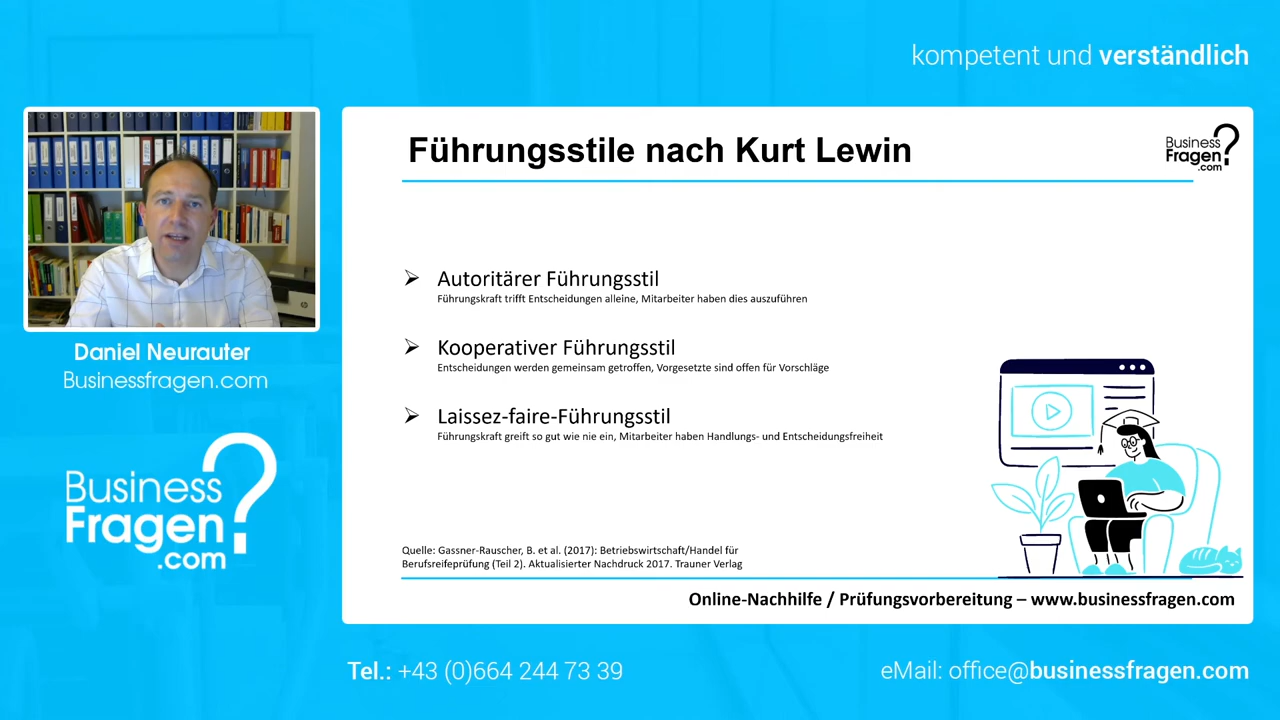 kompetent und verständlich
Daniel Neurauter
Businessfragen.com
Business
Fragen
.com
?
Führungsstile nach Kurt Lewin
Business
Fragen
.com
?
Autoritärer Führungsstil
Führungskraft trifft Entscheidungen alleine, Mitarbeiter haben dies auszuführen
Kooperativer Führungsstil
Entscheidungen werden gemeinsam getroffen, Vorgesetzte sind offen für Vorschläge
Laissez-faire-Führungsstil
Führungskraft greift so gut wie nie ein, Mitarbeiter haben Handlungs- und Entscheidungsfreiheit
Quelle: Gassner-Rauscher, B. et al. (2017): Betriebswirtschaft/Handel für
Berufsreifeprüfung (Teil 2). Aktualisierter Nachdruck 2017. Trauner Verlag
Online-Nachhilfe / Prüfungsvorbereitung – www.businessfragen.com
Tel.: +43 (0)664 244 73 39
eMail: office@businessfragen.com